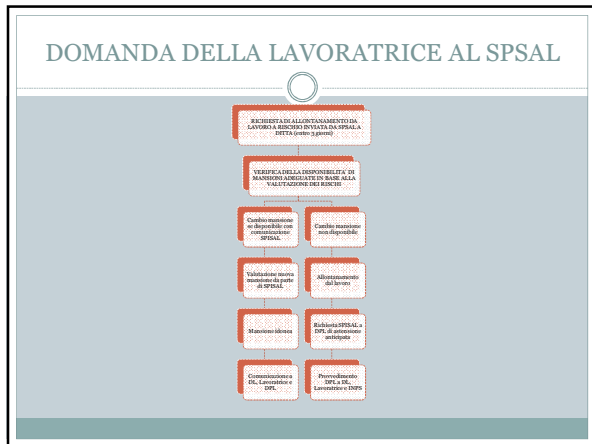 DOMANDA DELLA LAVORATRICE AL SPSAL
RICHIESTA DI ALLONTANAMENTO DA
LAVORO A RISCHIO INVIATA DA SPSAL A
DITTA (entro 3 giorni)
VERIFICA DELLA DISPONIBILITA' DI
MANSIONI ADEGUATE IN BASE ALLA
VALUTAZIONE DEI RISCHI
Cambio mansione
se disponibile con
comunicazione
SPISAL
Cambio mansione
non disponibile
Valutazione nuova
mansione da parte
di SPISAL
Allontanamento
dal lavoro
Mansione idonea
Richiesta SPISAL a
DPL di astensione
anticipata
Comunicazione a
DL, Lavoratrice e
DPL
Provvedimento
DPL a DL,
Lavoratrice e INPS